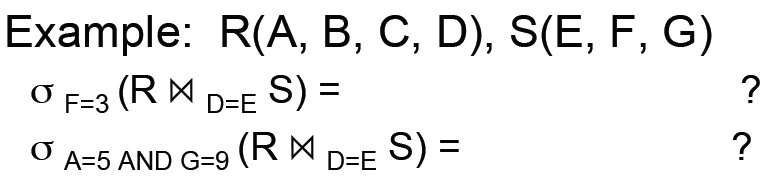 Example: R(A, B, C, D), S(E, F, G)
σ F=3 (R ⋈ D=E S) = ?
σ A=5 AND G=9 (R ⋈ D=E S) = ?